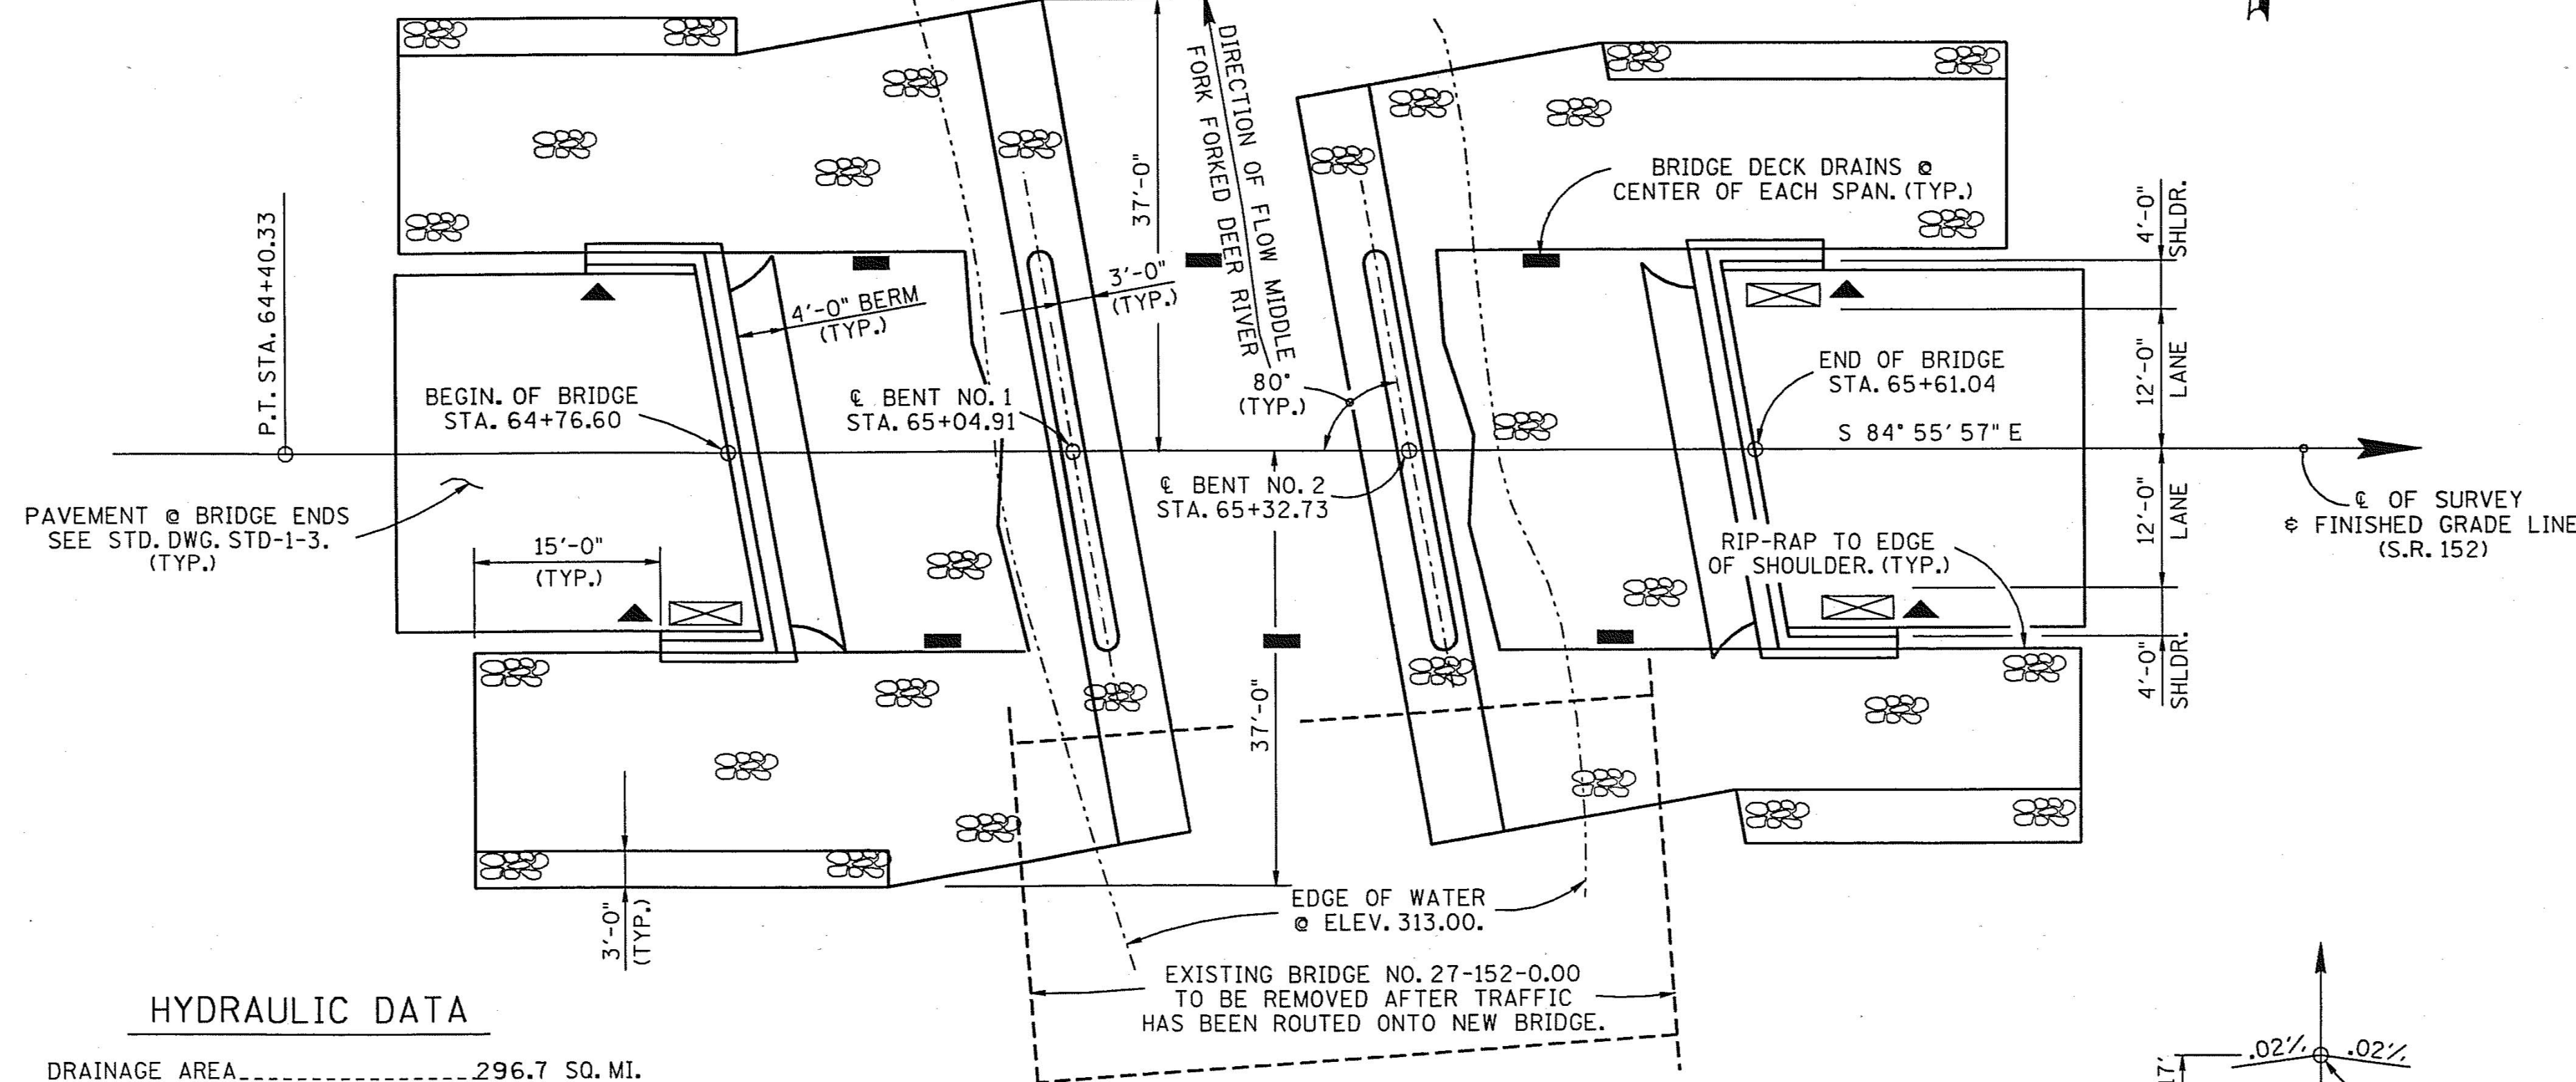 DIRECTION OF FLOW MIDDLE
FORK FORKED DEER RIVER
37'-0"
BRIDGE DECK DRAINS @
CENTER OF EACH SPAN. (TYP.)
4'-0"
SHLDR.
P.T. STA. 64+40.33
3'-0"
(TYP.)
4'-0" BERM
(TYP.)
BEGIN. OF BRIDGE
STA. 64+76.60
℄ BENT NO. 1
STA. 65+04.91
80°
(TYP.)
END OF BRIDGE
STA. 65+61.04
12'-0"
LANE
S 84° 55' 57" E
℄ BENT NO. 2
STA. 65+32.73
PAVEMENT @ BRIDGE ENDS
SEE STD. DWG. STD-1-3.
(TYP.)
15'-0"
(TYP.)
RIP-RAP TO EDGE
OF SHOULDER. (TYP.)
12'-0"
LANE
℄ OF SURVEY
& FINISHED GRADE LINE
(S.R. 152)
4'-0"
SHLDR.
37'-0"
3'-0"
(TYP.)
EDGE OF WATER
@ ELEV. 313.00.
EXISTING BRIDGE NO. 27-152-0.00
TO BE REMOVED AFTER TRAFFIC
HAS BEEN ROUTED ONTO NEW BRIDGE.
HYDRAULIC DATA
DRAINAGE AREA_________________296.7 SQ. MI.
.02'/. .02'/.
17'